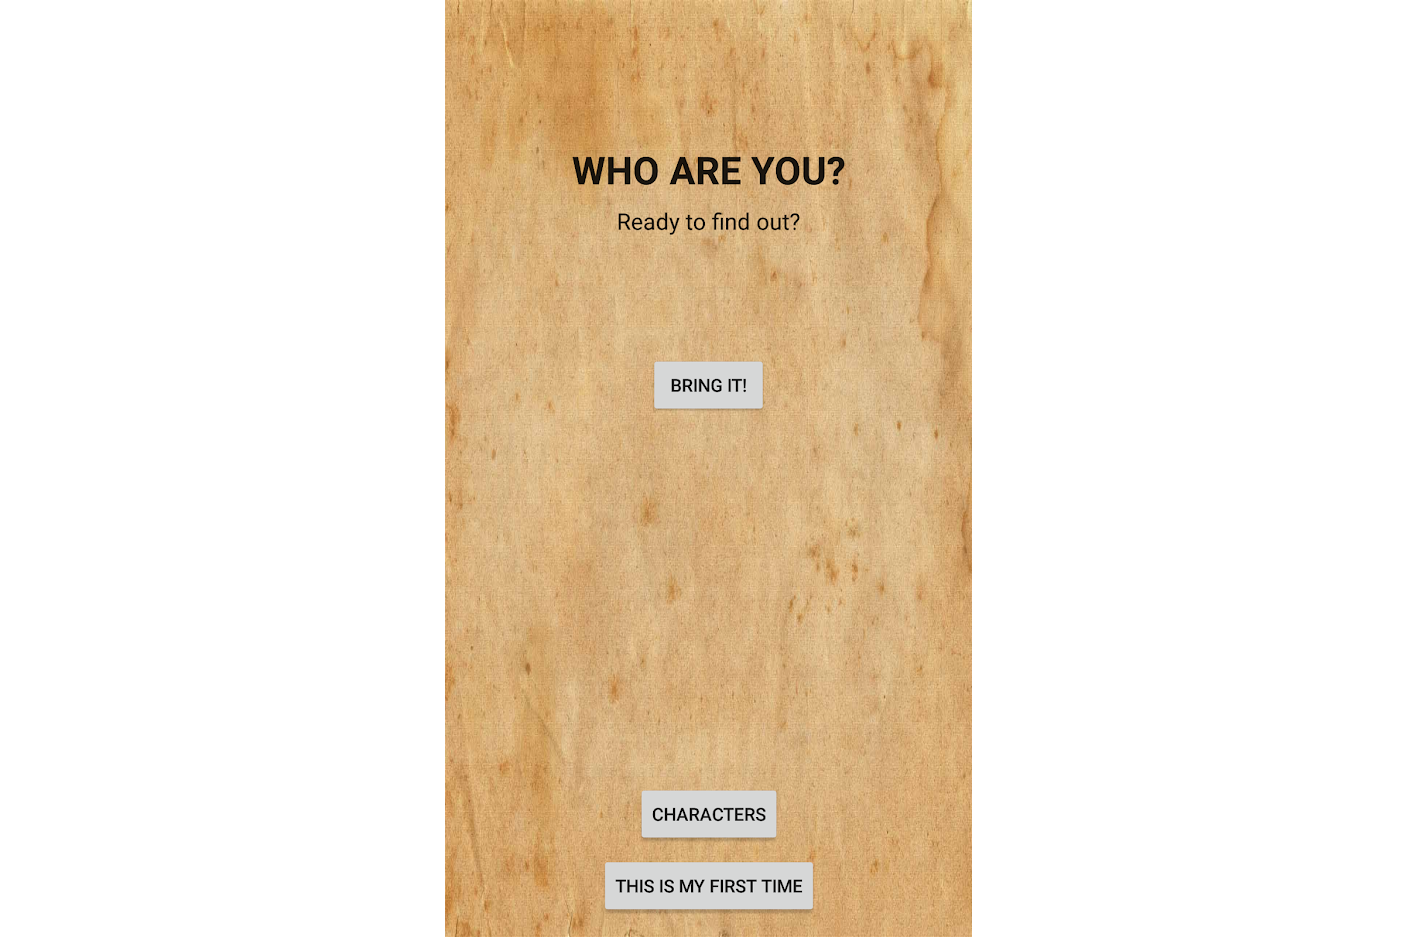 WHO ARE YOU?
Ready to find out?
BRING IT!
CHARACTERS
THIS IS MY FIRST TIME